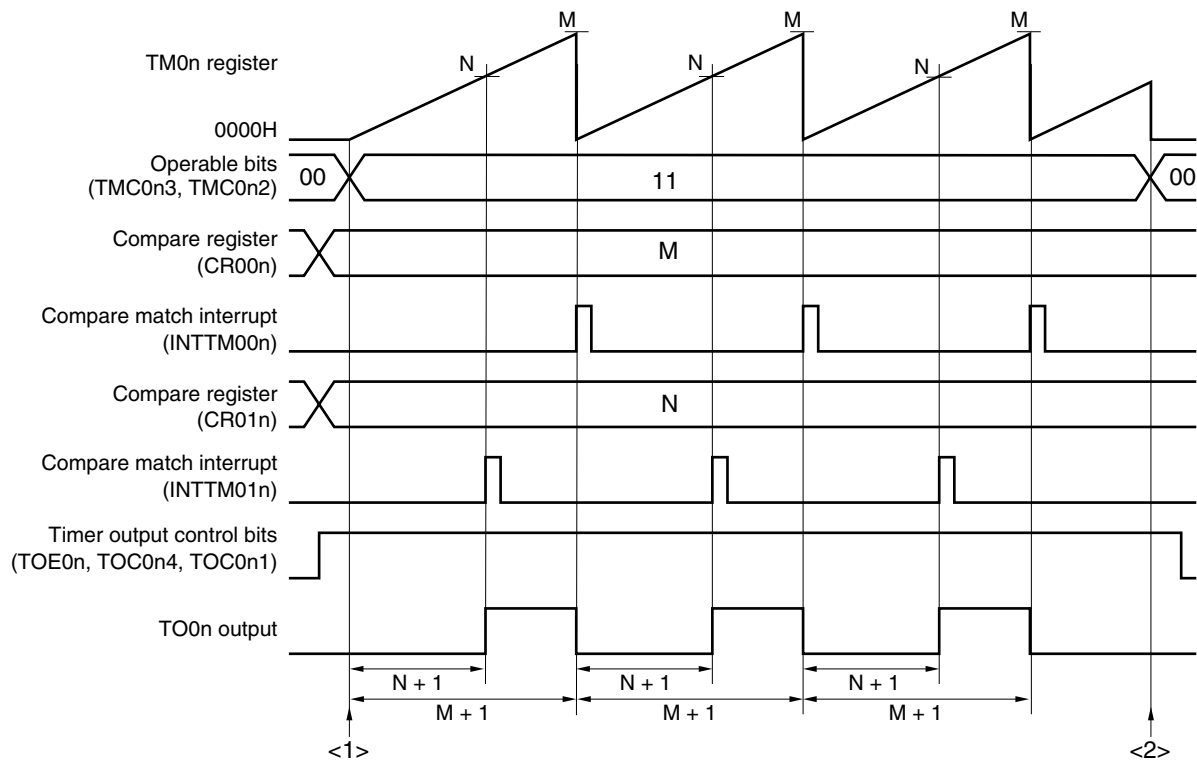 M M M
TM0n register
N N N
0000H
Operable bits
(TMC0n3, TMC0n2)
00 11 00
Compare register
(CR00n)
M
Compare match interrupt
(INTTM00n)
Compare register
(CR01n)
N
Compare match interrupt
(INTTM01n)
Timer output control bits
(TOE0n, TOC0n4, TOC0n1)
TO0n output
N + 1 N + 1 N + 1
M + 1 M + 1 M + 1
<1> <2>